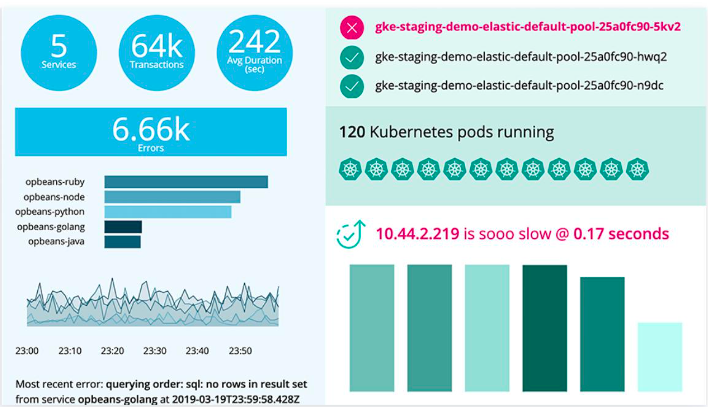 5
Services
64k
Transactions
242
Avg Duration
(sec)
6.66k
Errors
opbeans-ruby
opbeans-node
opbeans-python
opbeans-golang
opbeans-java
23:00 23:10 23:20 23:30 23:40 23:50
Most recent error: querying order: sql: no rows in result set
from service opbeans-golang at 2019-03-19T23:59:58.428Z
gke-staging-demo-elastic-default-pool-25a0fc90-5kv2
gke-staging-demo-elastic-default-pool-25a0fc90-hwq2
gke-staging-demo-elastic-default-pool-25a0fc90-n9dc
120 Kubernetes pods running
10.44.2.219 is sooo slow @ 0.17 seconds